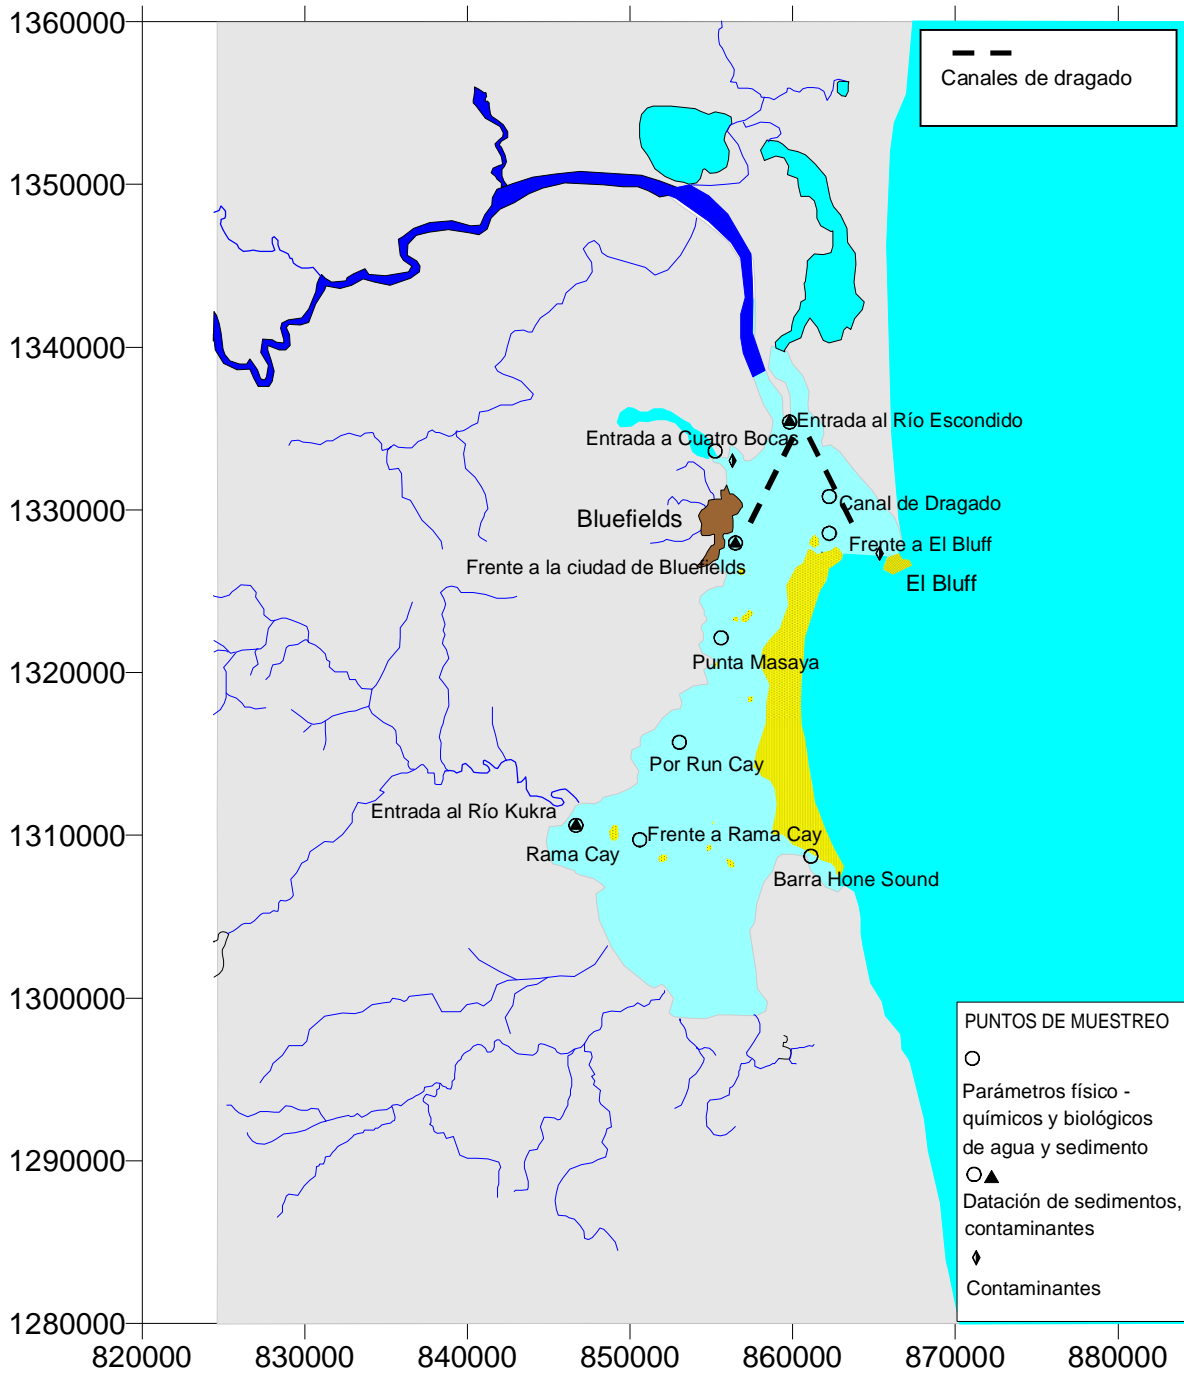 1360000
Canales de dragado
1350000
1340000
Entrada al Río Escondido
Entrada a Cuatro Bocas
Canal de Dragado
1330000
Bluefields
Frente a El Bluff
Frente a la ciudad de Bluefields
El Bluff
1320000
Punta Masaya
Por Run Cay
Entrada al Río Kukra
1310000
Frente a Rama Cay
Rama Cay
Barra Hone Sound
1300000
PUNTOS DE MUESTREO
Parámetros físico -
químicos y biológicos
de agua y sedimento
1290000
Datación de sedimentos,
contaminantes
Contaminantes
1280000
820000 830000 840000 850000 860000 870000 880000